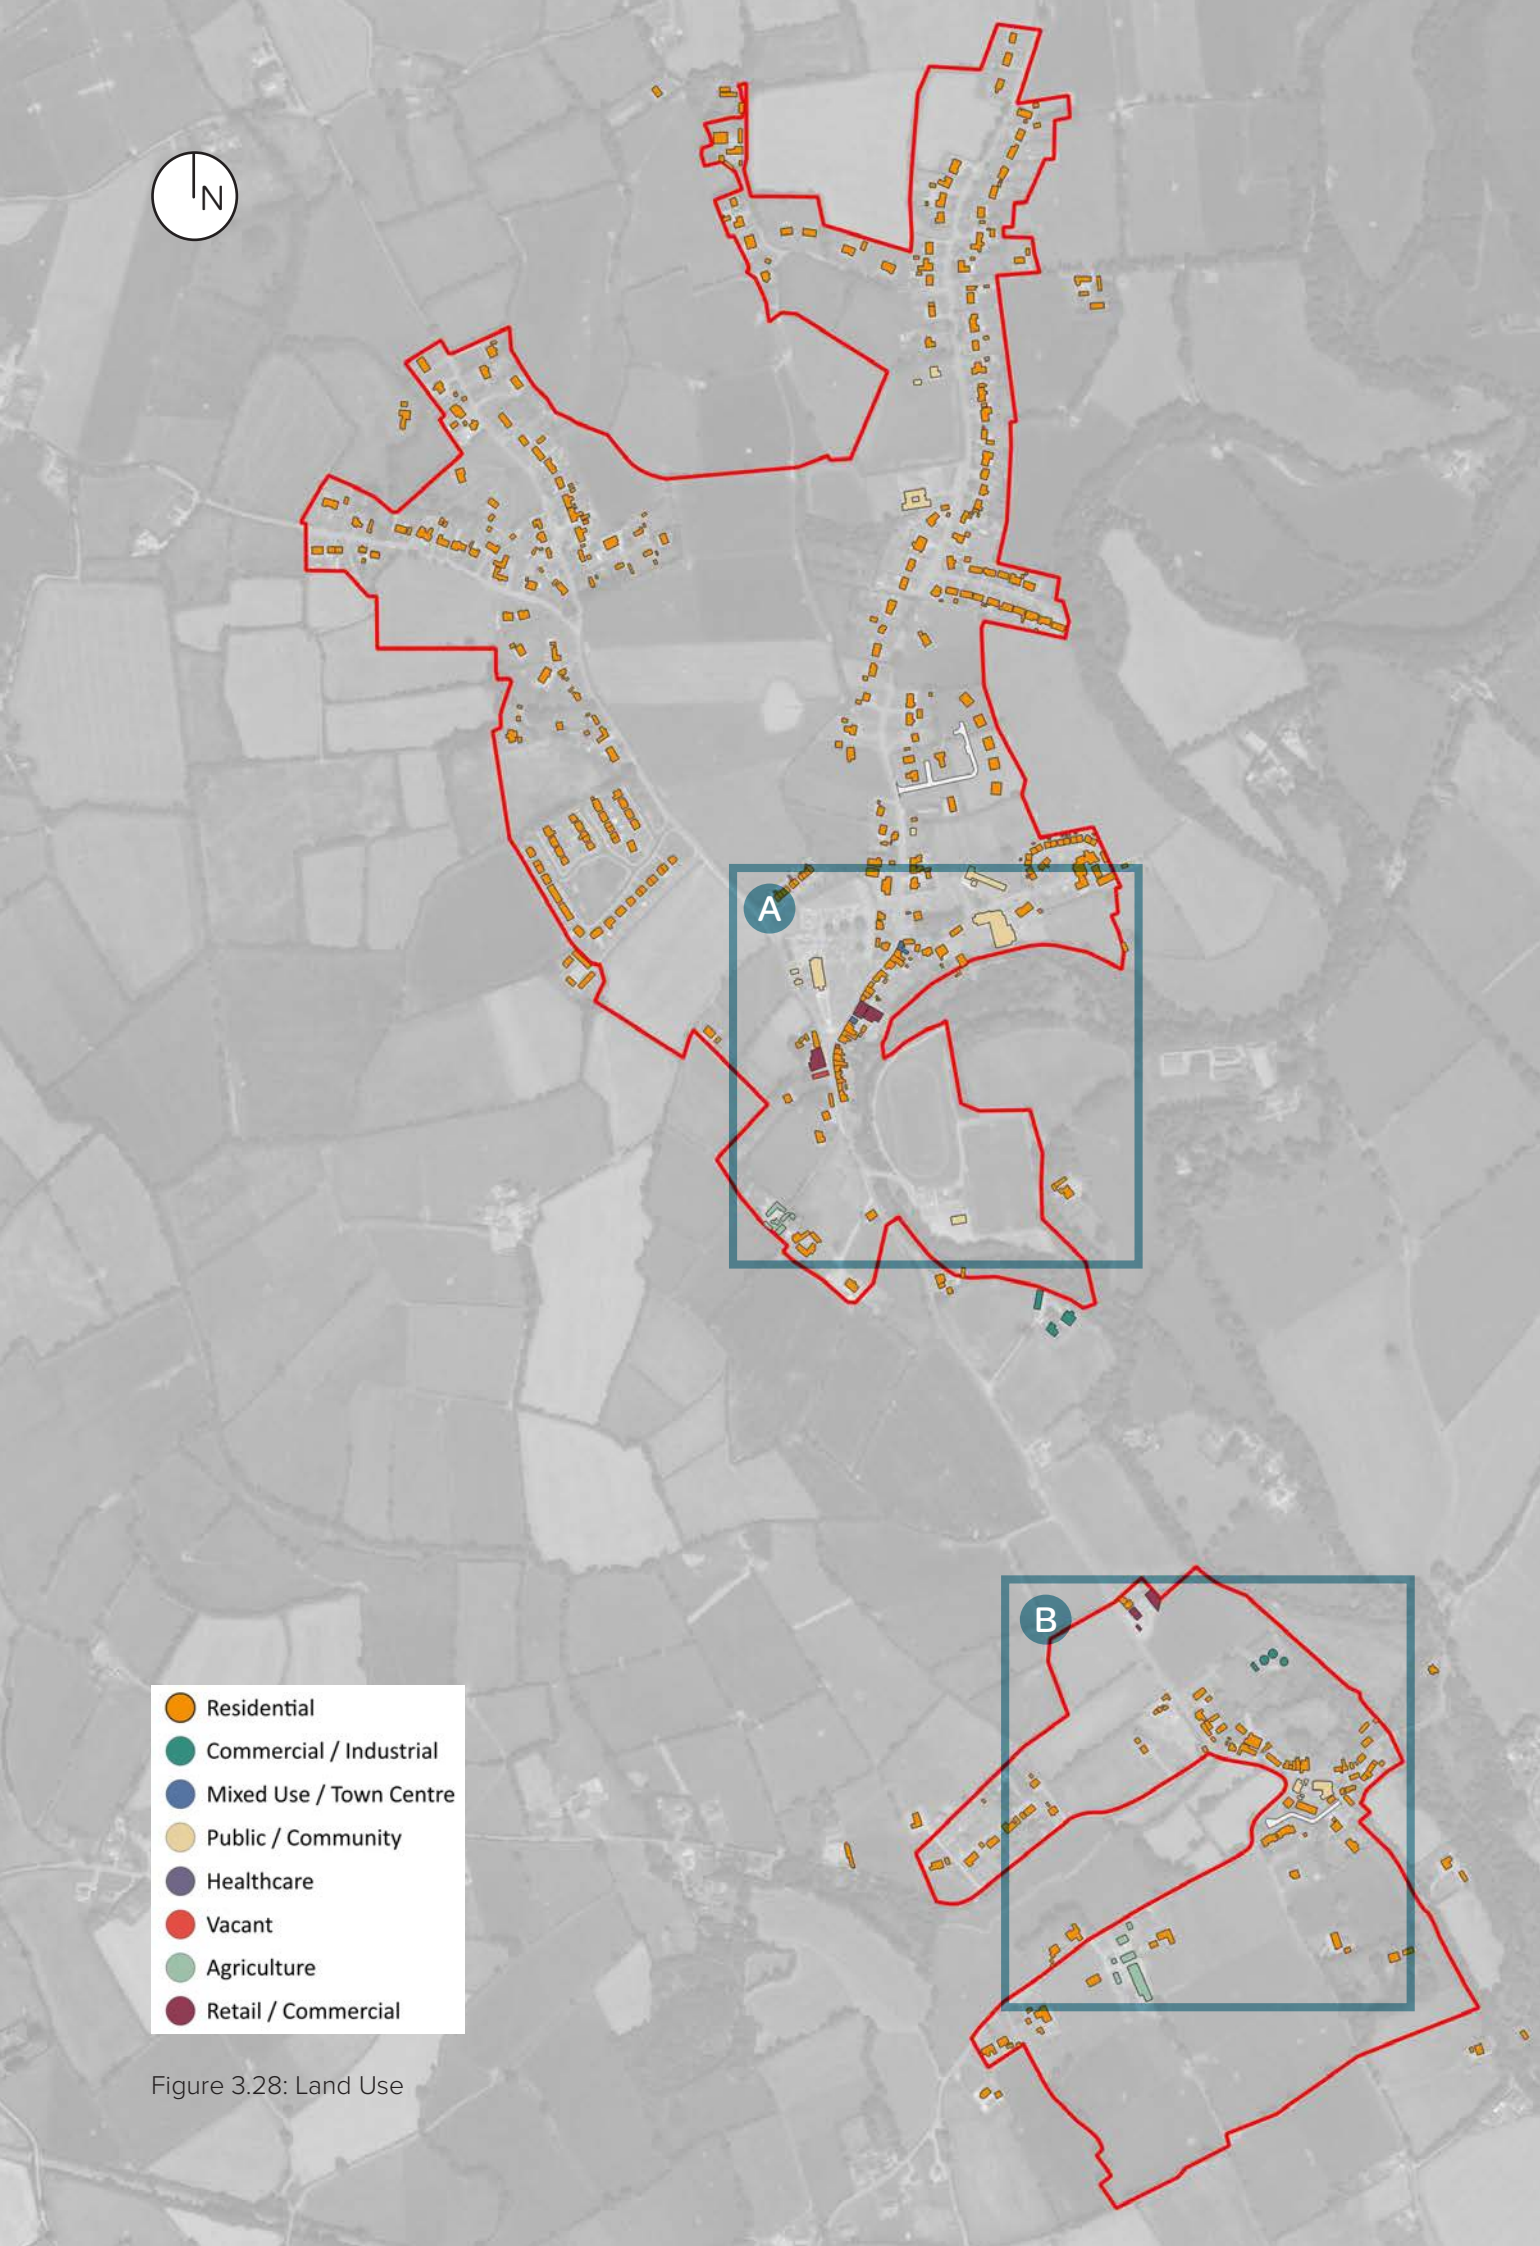 N
A
B
Residential
Commercial / Industrial
Mixed Use / Town Centre
Public / Community
Healthcare
Vacant
Agriculture
Retail / Commercial
Figure 3.28: Land Use